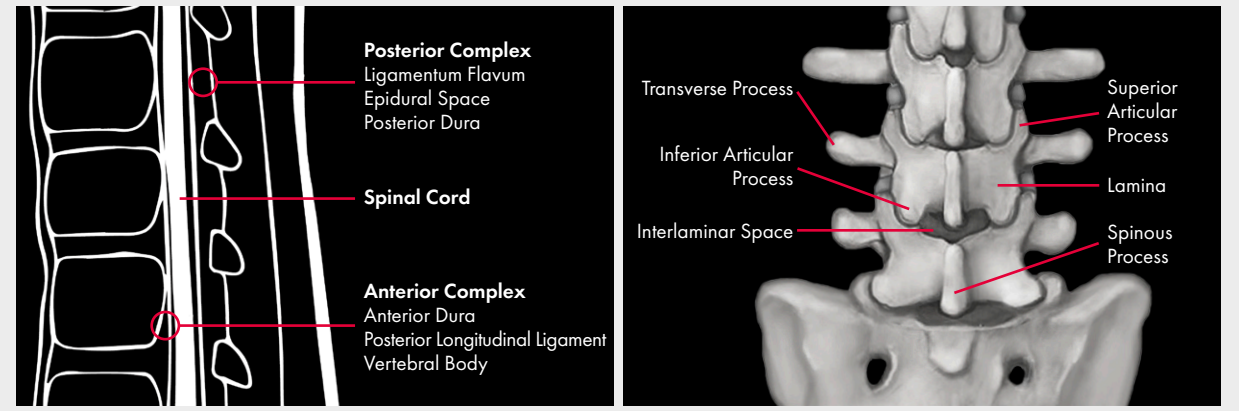 Posterior Complex
Ligamentum Flavum
Epidural Space
Posterior Dura
Spinal Cord
Anterior Complex
Anterior Dura
Posterior Longitudinal Ligament
Vertebral Body
Transverse Process
Inferior Articular
Process
Interlaminar Space
Superior
Articular
Process
Lamina
Spinous
Process